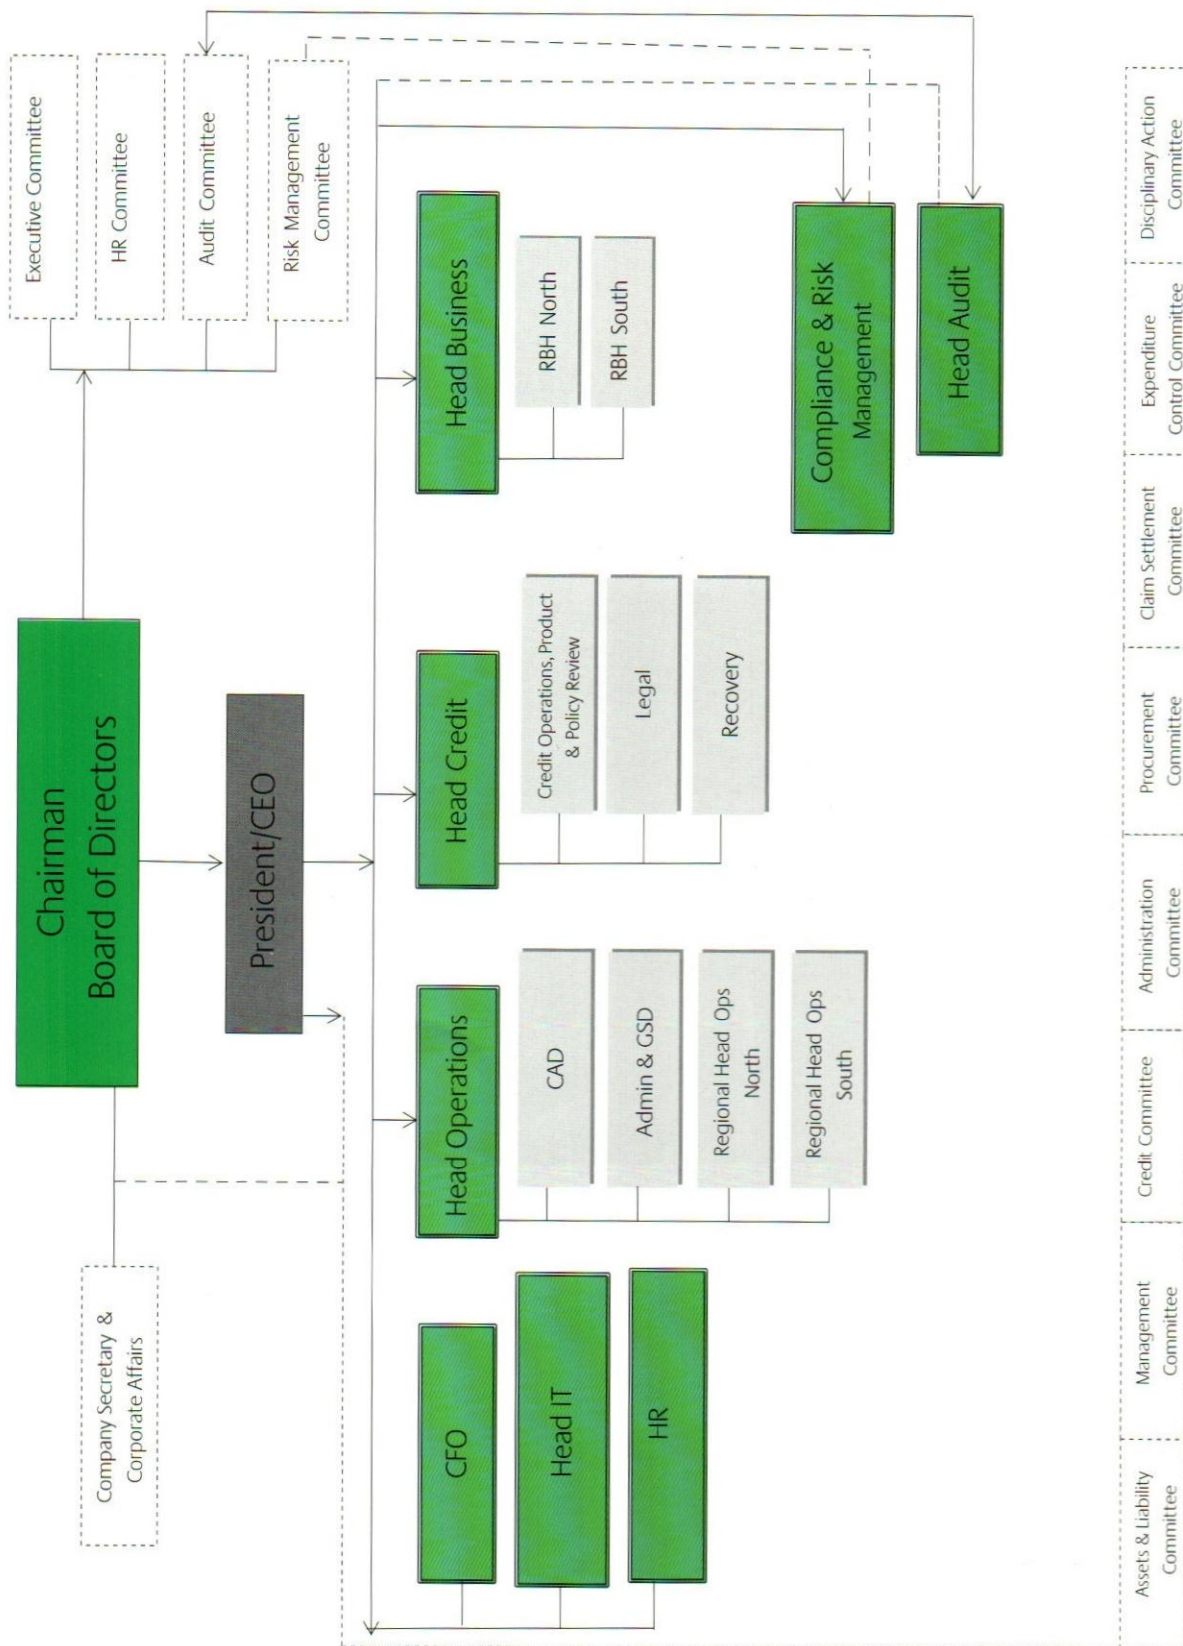 Chairman
Board of Directors
Company Secretary &
Corporate Affairs
Executive Committee
HR Committee
Audit Committee
Risk Management
Committee
President/CEO
CFO
Head IT
HR
Head Operations
CAD
Admin & GSD
Regional Head Ops
North
Regional Head Ops
South
Head Credit
Credit Operations, Product
& Policy Review
Legal
Recovery
Head Business
RBH North
RBH South
Compliance & Risk
Management
Head Audit
Assets & Liability
Committee
Management
Committee
Credit Committee
Administration
Committee
Procurement
Committee
Claim Settlement
Committee
Expenditure
Control Committee
Disciplinary Action
Committee